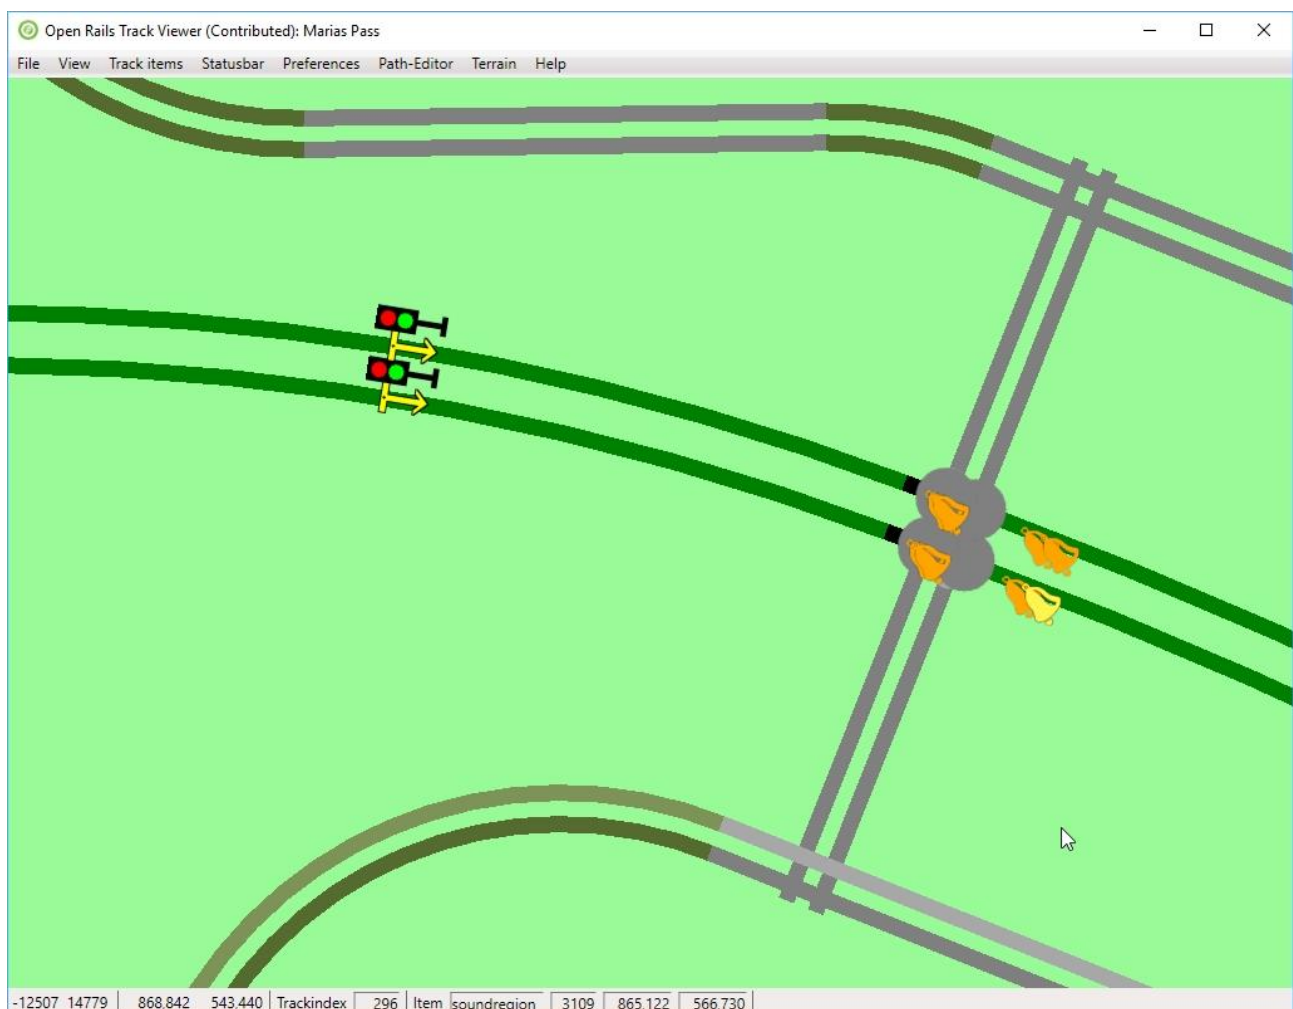 Open Rails Track Viewer (Contributed): Marias Pass
File View Track items Statusbar Preferences Path-Editor Terrain Help
-12507 14779 868.842 543.440 Trackindex 296 Item soundregion 3109 865.122 566.730